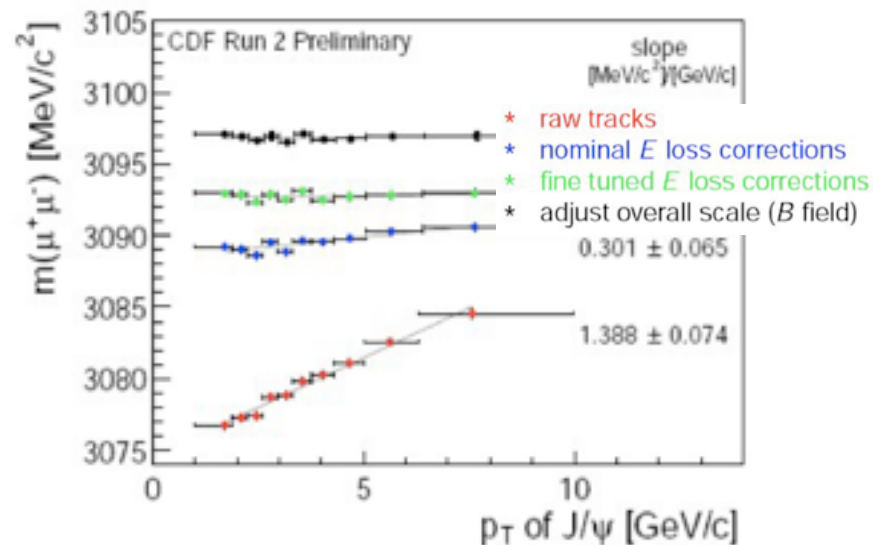 3105
CDF Run 2 Preliminary
slope
[MeV/c²]/[GeV/c]
3100
* raw tracks
3095
* nominal E loss corrections
* fine tuned E loss corrections
* adjust overall scale (B field)
3090
0.301 ± 0.065
3085
1.388 ± 0.074
3080
3075
m(μ⁺μ⁻) [MeV/c²]
0 5 10
p_T of J/ψ [GeV/c]